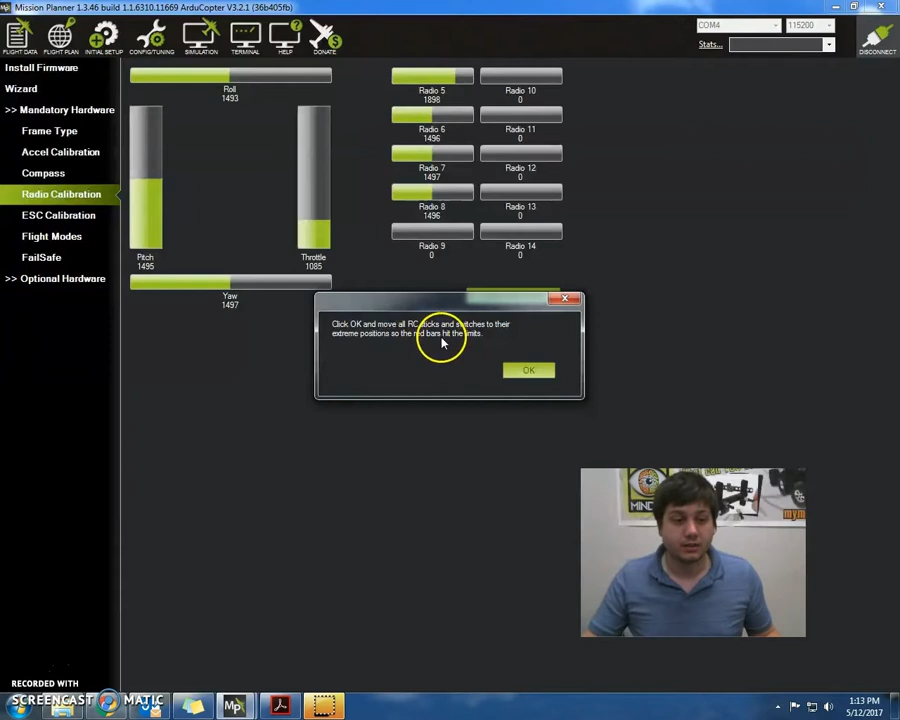 Mission Planner 1.3.46 build 1.1.6310.11669 ArduCopter V3.2.1 (36b405fb)
FLIGHT DATA
FLIGHT PLAN
INITIAL SETUP
CONFIG/TUNING
SIMULATION
TERMINAL
HELP
DONATE
COM4
115200
Stats...
DISCONNECT
Install Firmware
Wizard
>> Mandatory Hardware
Frame Type
Accel Calibration
Compass
Radio Calibration
ESC Calibration
Flight Modes
FailSafe
>> Optional Hardware
Roll
1493
Pitch
1495
Throttle
1085
Yaw
1497
Radio 5
1898
Radio 10
0
Radio 6
1496
Radio 11
0
Radio 7
1497
Radio 12
0
Radio 8
1496
Radio 13
0
Radio 9
0
Radio 14
0
Click OK and move all RC sticks and switches to their
extreme positions so the red bars hit the limits.
OK
MIND
RECORDED WITH
SCREENCAST MATIC
Mp
1:13 PM
5/12/2017